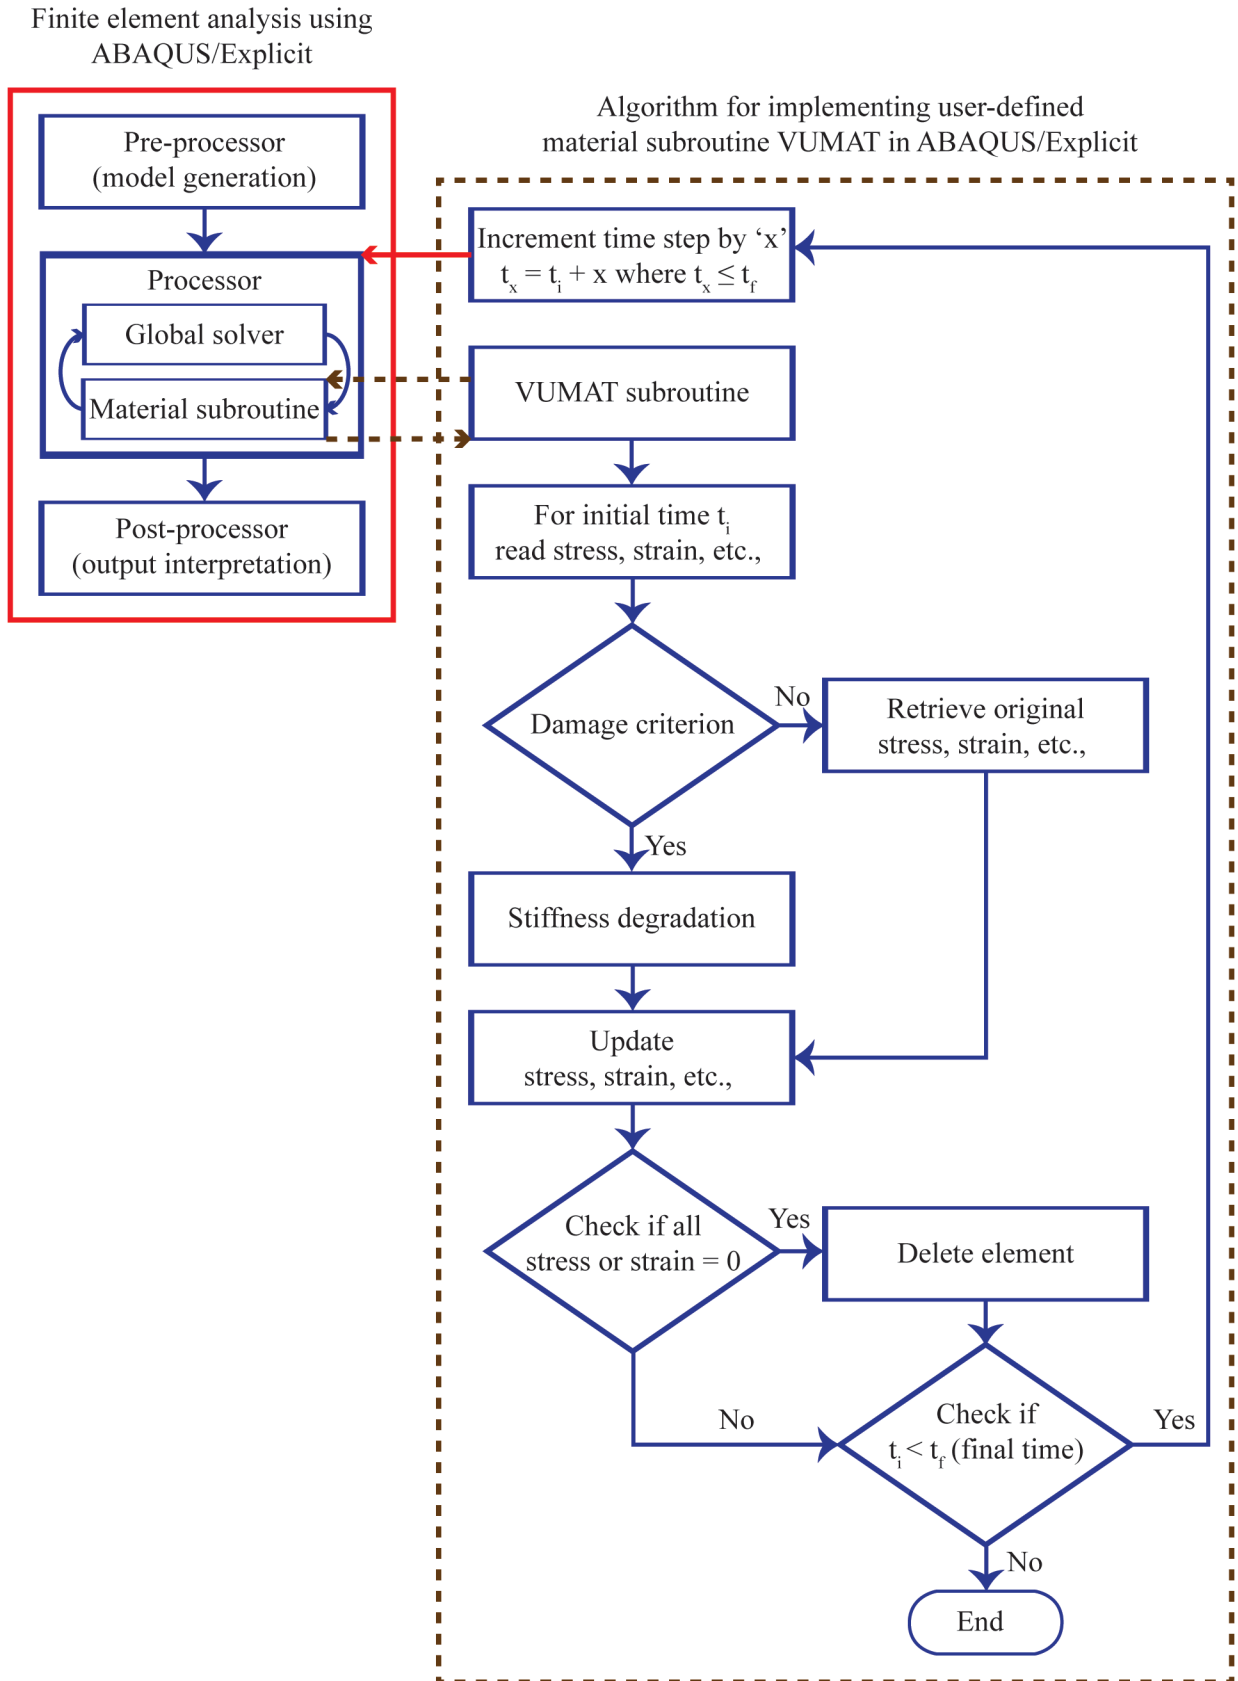 Finite element analysis using
ABAQUS/Explicit
Pre-processor
(model generation)
Processor
Global solver
Material subroutine
Post-processor
(output interpretation)
Algorithm for implementing user-defined
material subroutine VUMAT in ABAQUS/Explicit
Increment time step by ‘x’
tₓ = tᵢ + x where tₓ ≤ t_f
VUMAT subroutine
For initial time tᵢ
read stress, strain, etc.,
Damage criterion
No
Retrieve original
stress, strain, etc.,
Yes
Stiffness degradation
Update
stress, strain, etc.,
Check if all
stress or strain = 0
Yes
Delete element
No
Check if
tᵢ < t_f (final time)
Yes
No
End